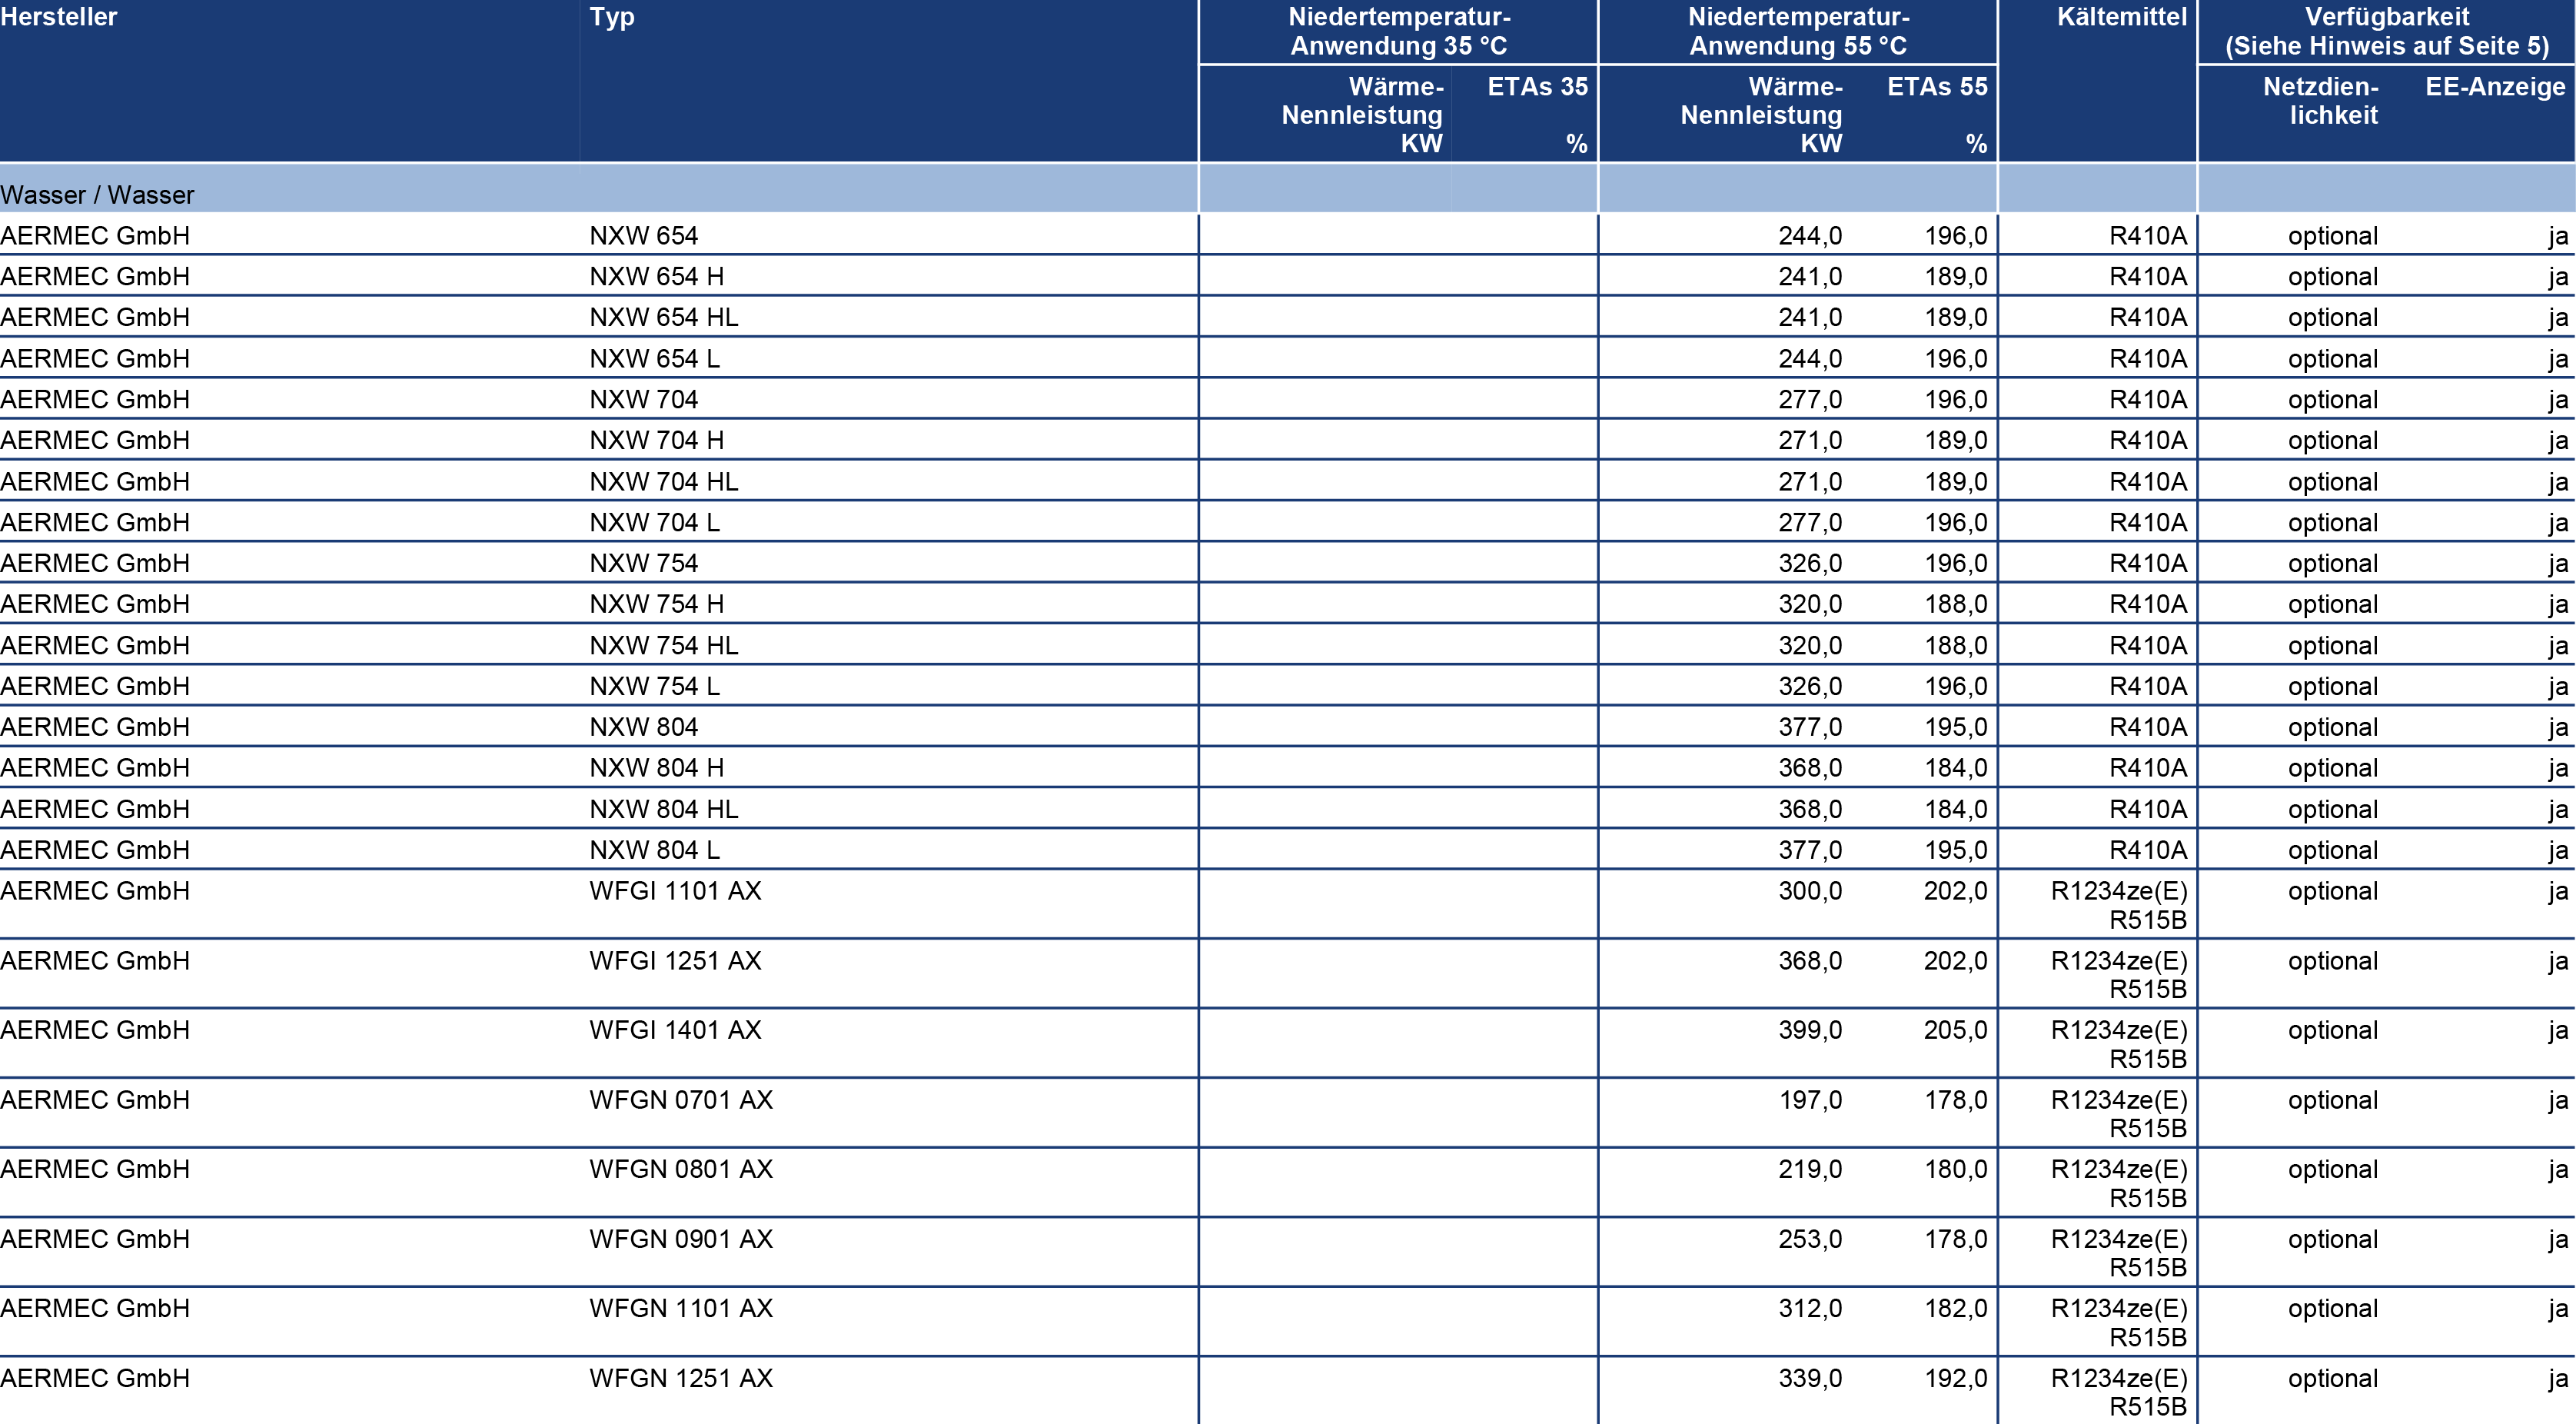 Hersteller Typ Niedertemperatur- Niedertemperatur- Kältemittel Verfügbarkeit
Anwendung 35 °C Anwendung 55 °C (Siehe Hinweis auf Seite 5)
Wärme- ETAs 35 Wärme- ETAs 55 Netzdien- EE-Anzeige
Nennleistung Nennleistung lichkeit
KW % KW %
Wasser / Wasser
AERMEC GmbH NXW 654 244,0 196,0 R410A optional ja
AERMEC GmbH NXW 654 H 241,0 189,0 R410A optional ja
AERMEC GmbH NXW 654 HL 241,0 189,0 R410A optional ja
AERMEC GmbH NXW 654 L 244,0 196,0 R410A optional ja
AERMEC GmbH NXW 704 277,0 196,0 R410A optional ja
AERMEC GmbH NXW 704 H 271,0 189,0 R410A optional ja
AERMEC GmbH NXW 704 HL 271,0 189,0 R410A optional ja
AERMEC GmbH NXW 704 L 277,0 196,0 R410A optional ja
AERMEC GmbH NXW 754 326,0 196,0 R410A optional ja
AERMEC GmbH NXW 754 H 320,0 188,0 R410A optional ja
AERMEC GmbH NXW 754 HL 320,0 188,0 R410A optional ja
AERMEC GmbH NXW 754 L 326,0 196,0 R410A optional ja
AERMEC GmbH NXW 804 377,0 195,0 R410A optional ja
AERMEC GmbH NXW 804 H 368,0 184,0 R410A optional ja
AERMEC GmbH NXW 804 HL 368,0 184,0 R410A optional ja
AERMEC GmbH NXW 804 L 377,0 195,0 R410A optional ja
AERMEC GmbH WFGI 1101 AX 300,0 202,0 R1234ze(E) optional ja
R515B
AERMEC GmbH WFGI 1251 AX 368,0 202,0 R1234ze(E) optional ja
R515B
AERMEC GmbH WFGI 1401 AX 399,0 205,0 R1234ze(E) optional ja
R515B
AERMEC GmbH WFGN 0701 AX 197,0 178,0 R1234ze(E) optional ja
R515B
AERMEC GmbH WFGN 0801 AX 219,0 180,0 R1234ze(E) optional ja
R515B
AERMEC GmbH WFGN 0901 AX 253,0 178,0 R1234ze(E) optional ja
R515B
AERMEC GmbH WFGN 1101 AX 312,0 182,0 R1234ze(E) optional ja
R515B
AERMEC GmbH WFGN 1251 AX 339,0 192,0 R1234ze(E) optional ja
R515B